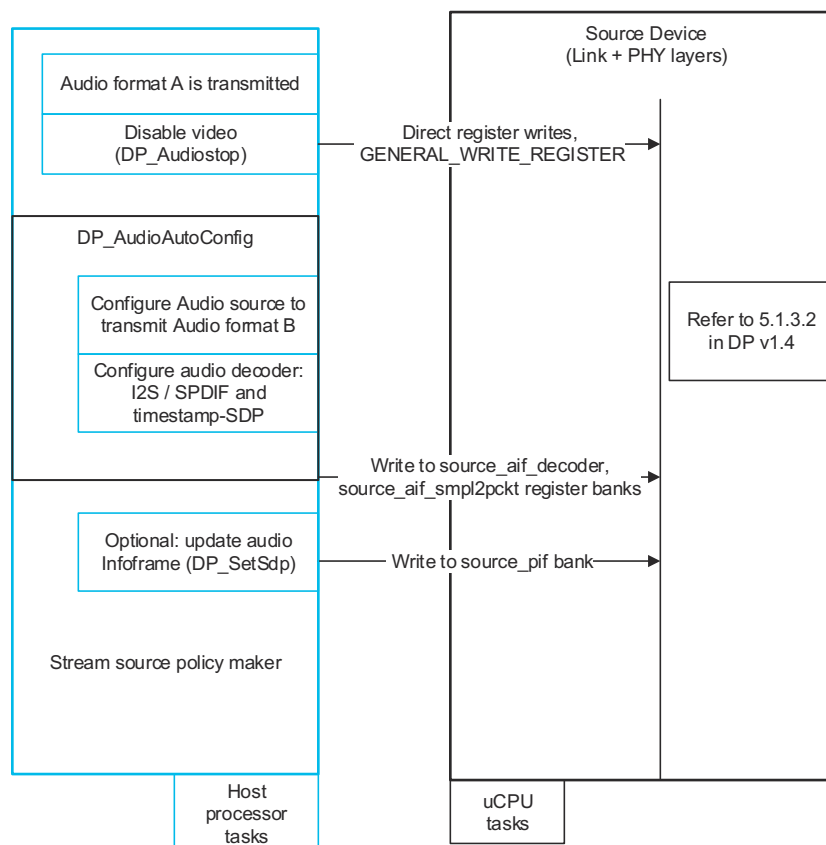 Source Device
(Link + PHY layers)
Audio format A is transmitted
Disable video
(DP_Audiostop)
Direct register writes,
GENERAL_WRITE_REGISTER
DP_AudioAutoConfig
Configure Audio source to
transmit Audio format B
Refer to 5.1.3.2
in DP v1.4
Configure audio decoder:
I2S / SPDIF and
timestamp-SDP
Write to source_aif_decoder,
source_aif_smpl2pckt register banks
Optional: update audio
Infoframe (DP_SetSdp)
Write to source_pif bank
Stream source policy maker
Host
processor
tasks
uCPU
tasks